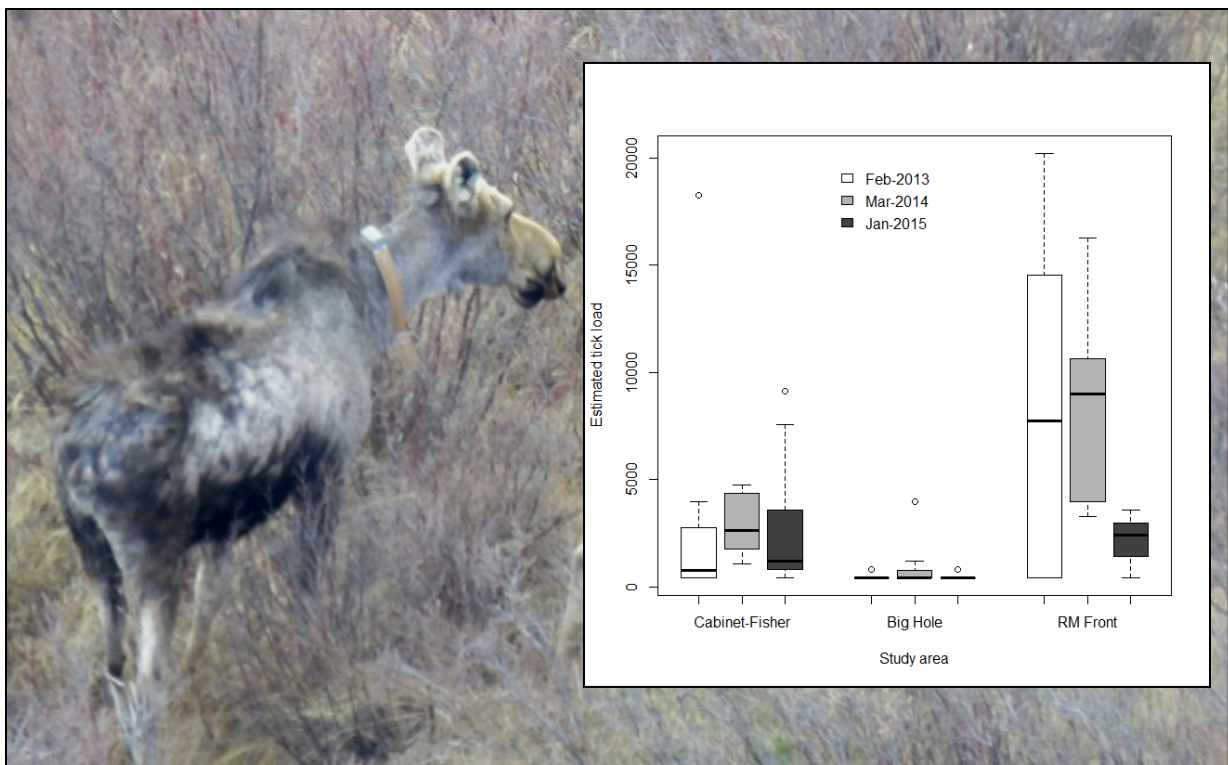 Feb-2013
Mar-2014
Jan-2015
Estimated tick load
20000
15000
10000
5000
0
Cabinet-Fisher Big Hole RM Front
Study area